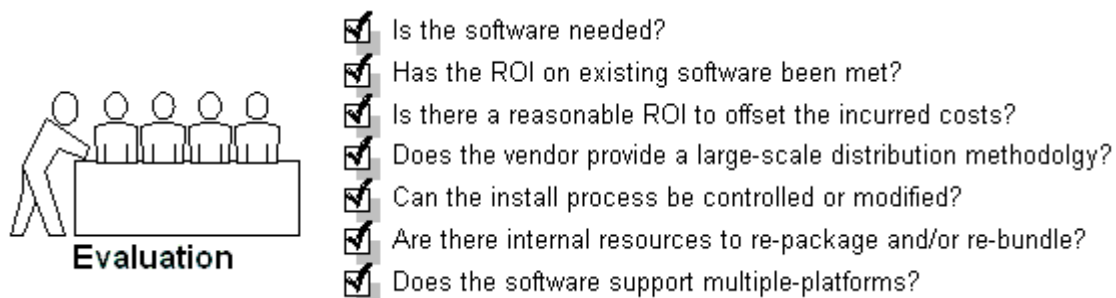 Is the software needed?
Has the ROI on existing software been met?
Is there a reasonable ROI to offset the incurred costs?
Does the vendor provide a large-scale distribution methodolgy?
Can the install process be controlled or modified?
Are there internal resources to re-package and/or re-bundle?
Does the software support multiple-platforms?
Evaluation